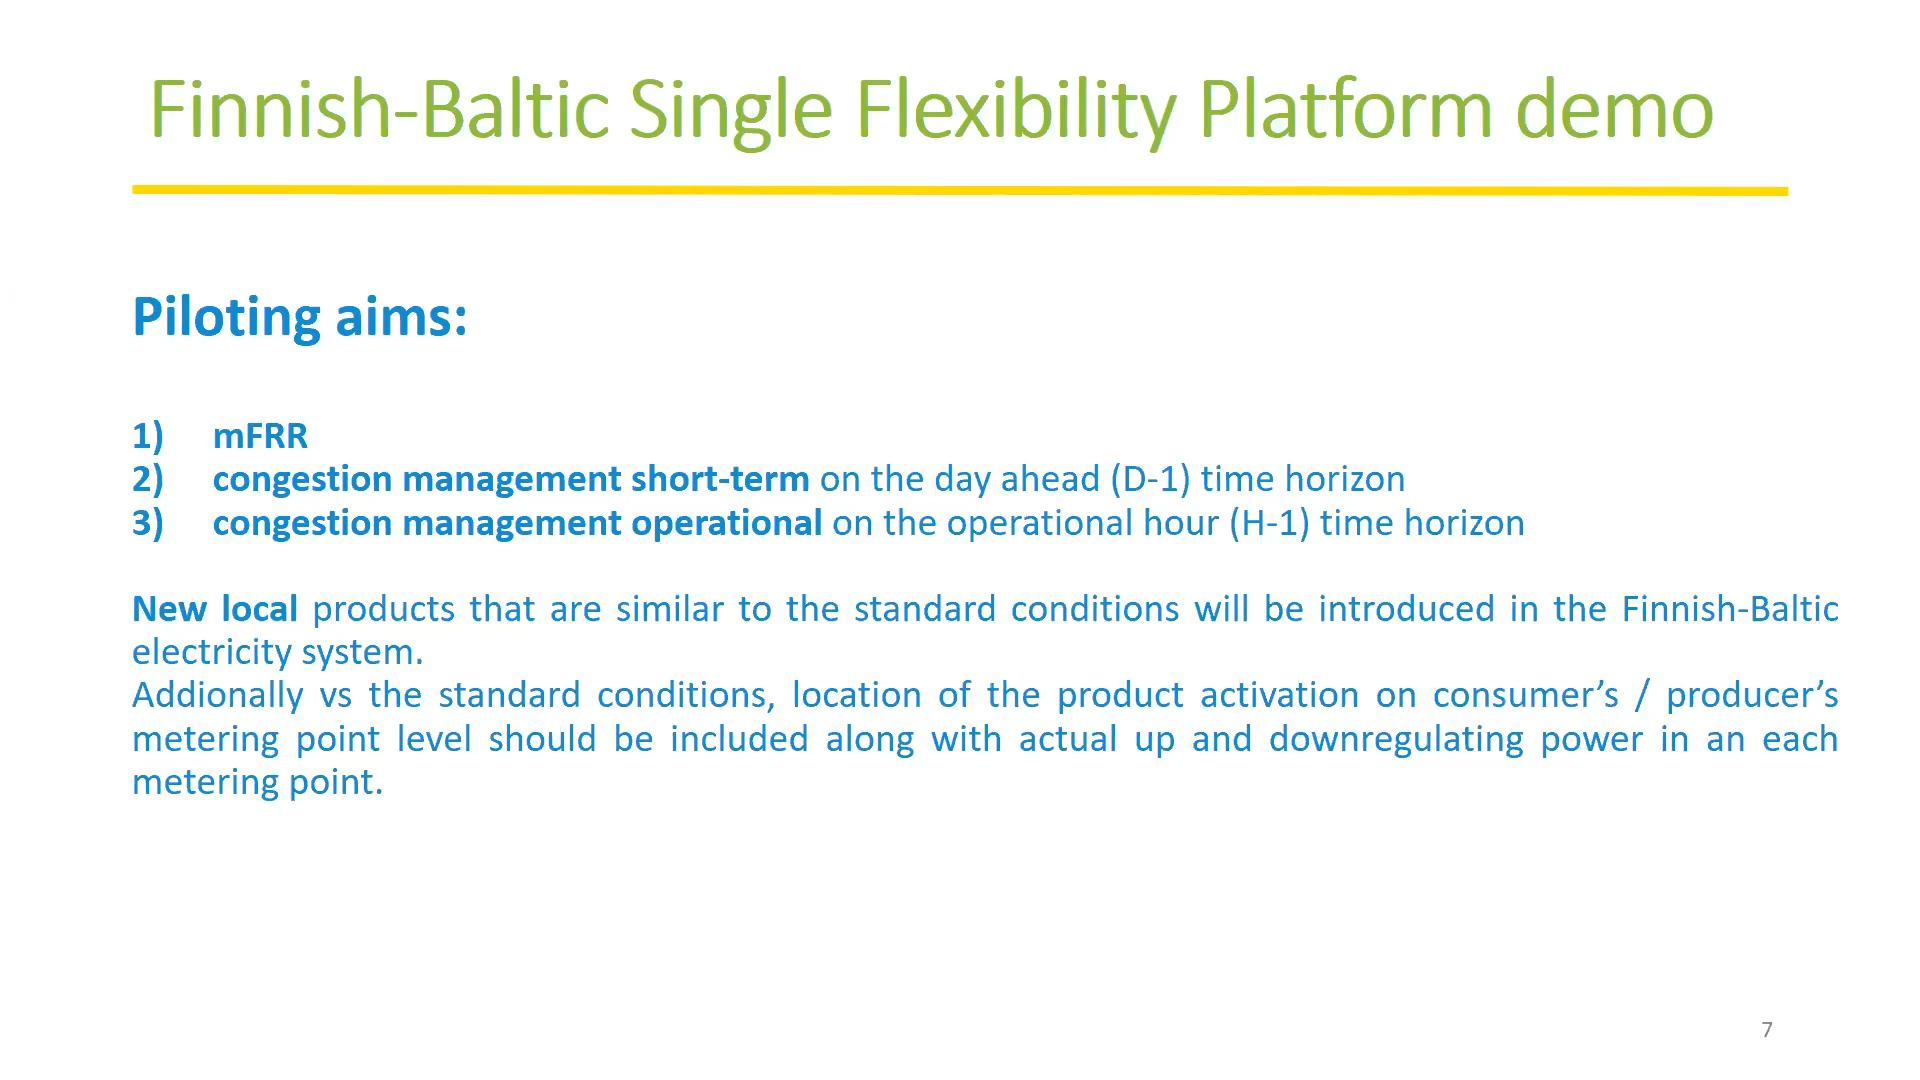 Finnish-Baltic Single Flexibility Platform demo
Piloting aims:
1) mFRR
2) congestion management short-term on the day ahead (D-1) time horizon
3) congestion management operational on the operational hour (H-1) time horizon
New local products that are similar to the standard conditions will be introduced in the Finnish-Baltic
electricity system.
Addionally vs the standard conditions, location of the product activation on consumer’s / producer’s
metering point level should be included along with actual up and downregulating power in an each
metering point.
7